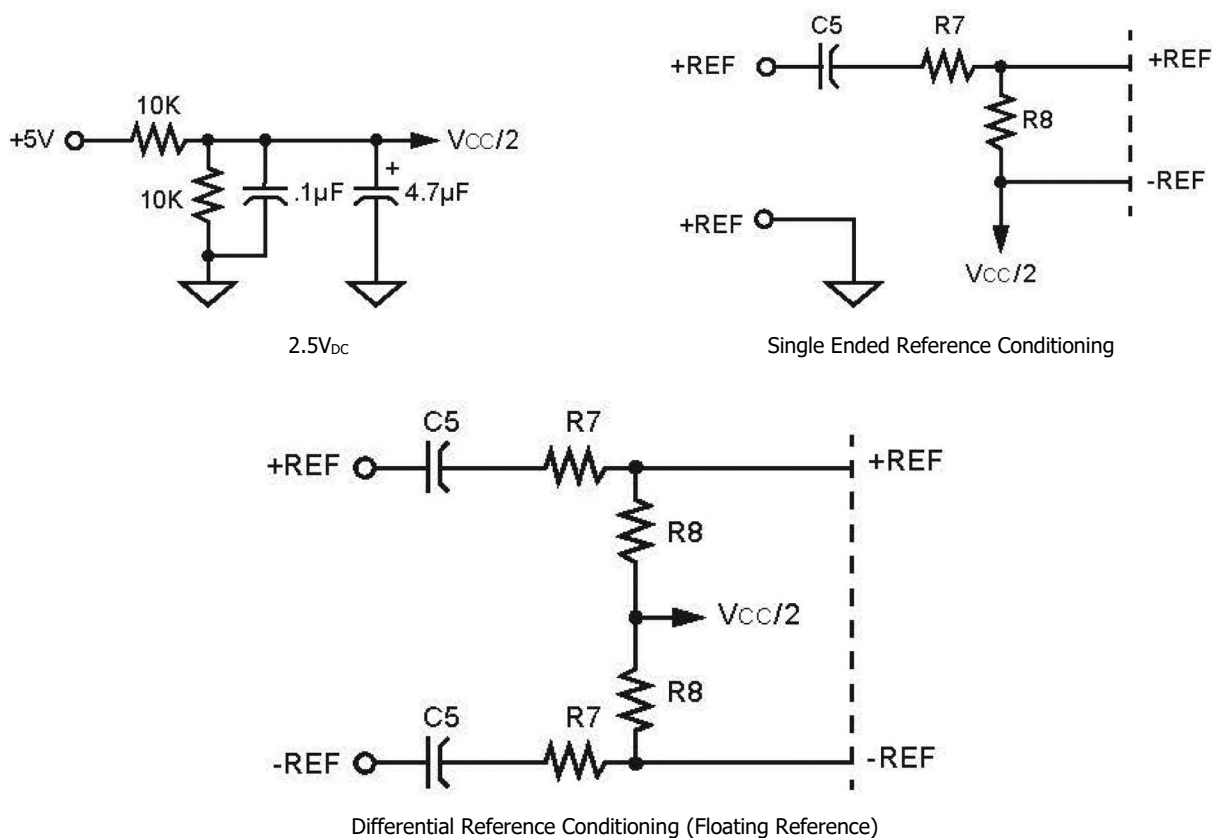 10K
+5V
VCC/2
10K
.1µF
+
4.7µF
2.5VDC
C5
R7
+REF
+REF
R8
-REF
+REF
VCC/2
Single Ended Reference Conditioning
C5
R7
+REF
+REF
R8
VCC/2
R8
C5
R7
-REF
-REF
Differential Reference Conditioning (Floating Reference)